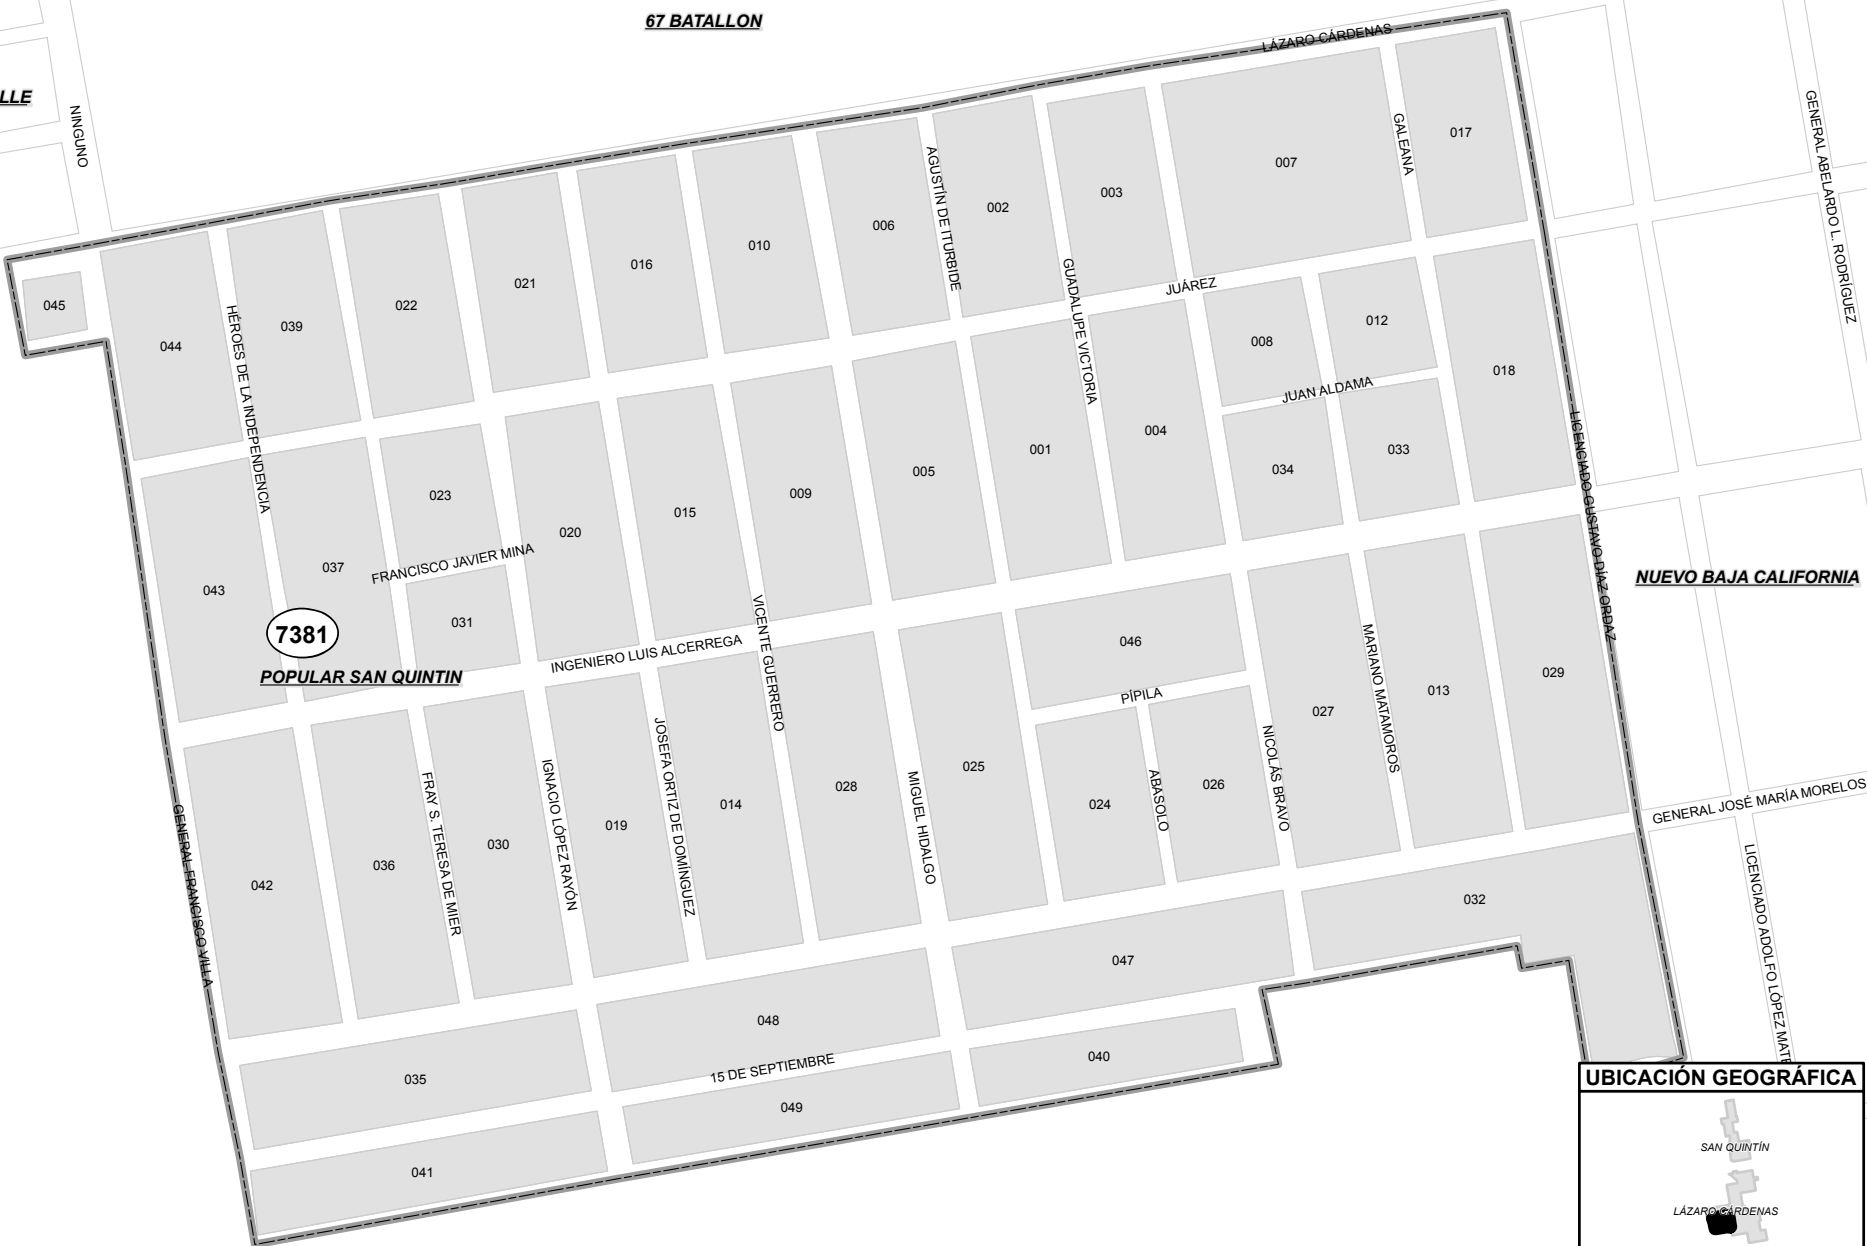 67 BATALLON
LLE
NINGUNO
LÁZARO CÁRDENAS
GALEANA
017
007
GENERAL ABELARDO L. RODRÍGUEZ
003
002
AGUSTÍN DE ITURBIDE
006
010
016
021
022
039
HÉROES DE LA INDEPENDENCIA
044
045
GUADALUPE VICTORIA
JUÁREZ
012
008
JUAN ALDAMA
018
LICENCIADO GUSTAVO DÍAZ ORDAZ
033
034
004
001
005
009
015
020
023
FRANCISCO JAVIER MINA
037
043
031
7381
POPULAR SAN QUINTIN
INGENIERO LUIS ALCERREGA
VICENTE GUERRERO
NUEVO BAJA CALIFORNIA
046
PÍPILA
MARIANO MATAMOROS
029
013
027
NICOLÁS BRAVO
026
ABASOLO
024
025
MIGUEL HIDALGO
028
014
JOSEFA ORTIZ DE DOMÍNGUEZ
019
IGNACIO LÓPEZ RAYÓN
030
FRAY S. TERESA DE MIER
036
042
GENERAL FRANCISCO VILLA
GENERAL JOSÉ MARÍA MORELOS
LICENCIADO ADOLFO LÓPEZ MATE
032
047
048
15 DE SEPTIEMBRE
040
035
049
041
UBICACIÓN GEOGRÁFICA
SAN QUINTÍN
LÁZARO CÁRDENAS